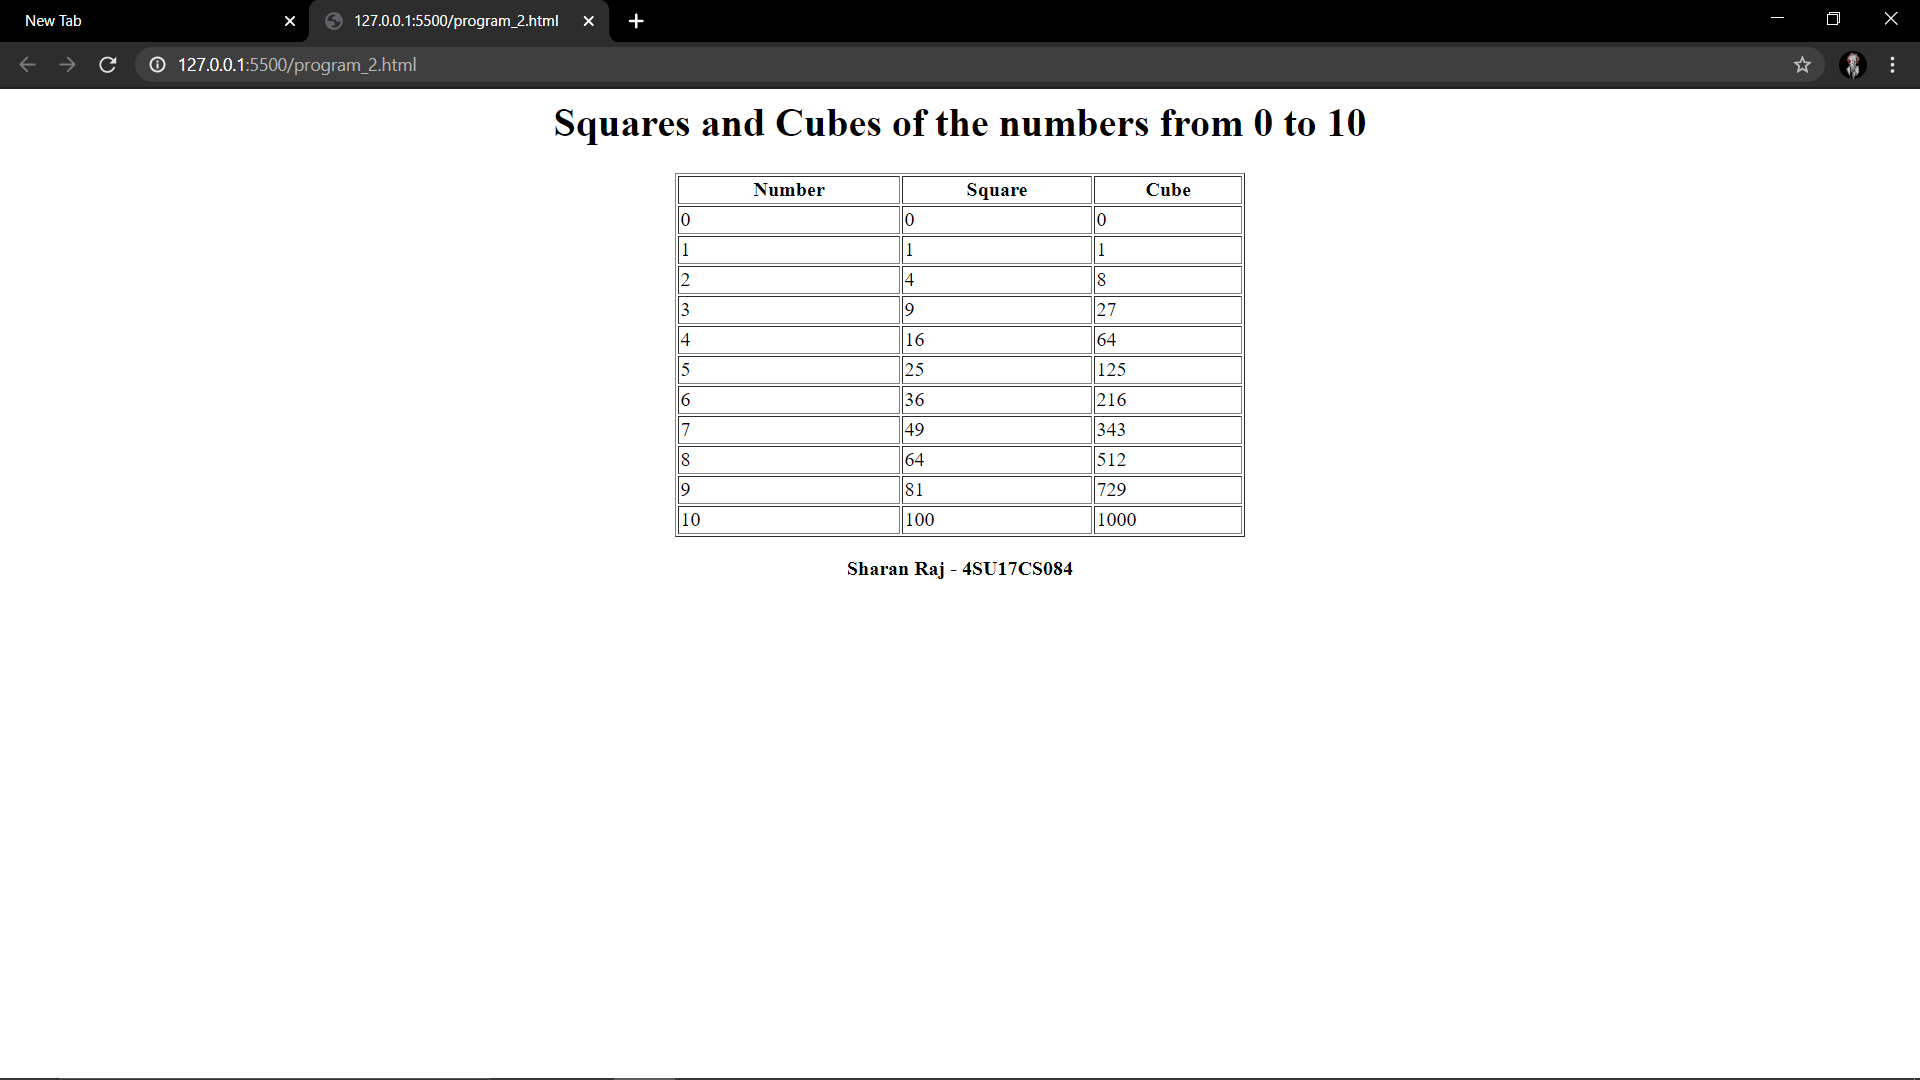 New Tab
127.0.0.1:5500/program_2.html
127.0.0.1:5500/program_2.html
Squares and Cubes of the numbers from 0 to 10
Number Square Cube
0 0 0
1 1 1
2 4 8
3 9 27
4 16 64
5 25 125
6 36 216
7 49 343
8 64 512
9 81 729
10 100 1000
Sharan Raj - 4SU17CS084